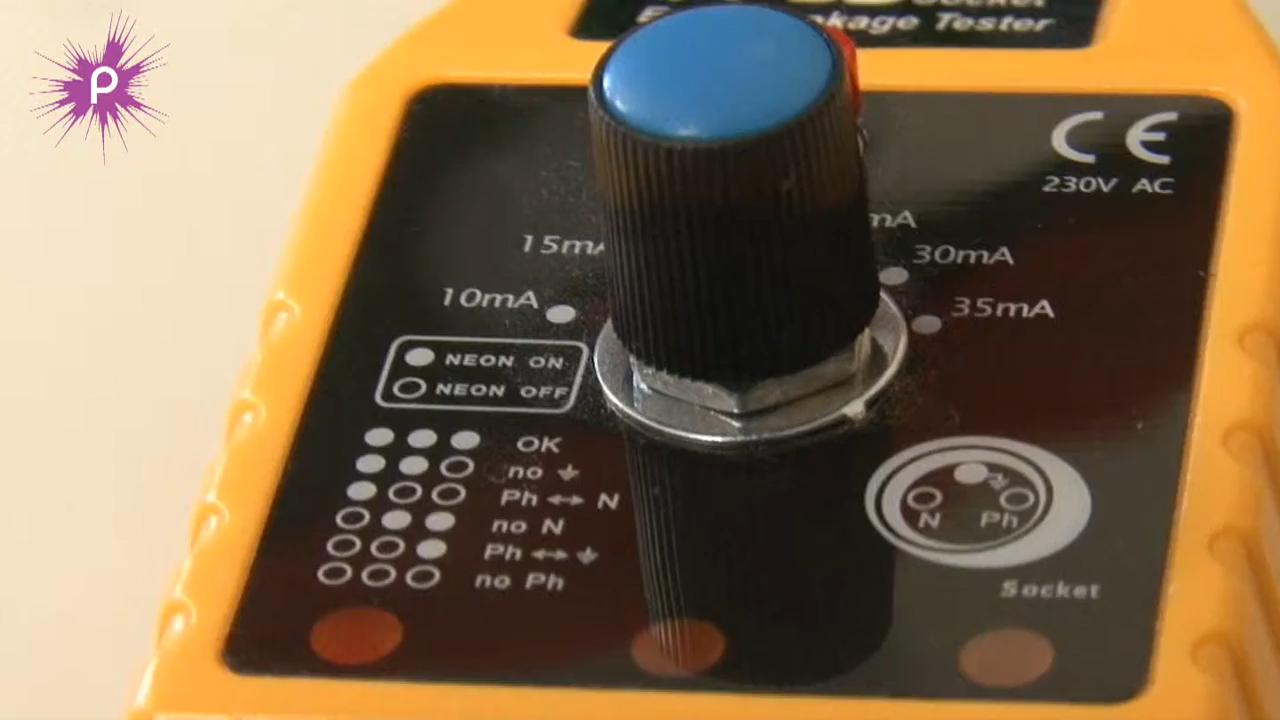 P
Socket
Tester
CE
230V AC
15mA
mA
30mA
10mA
35mA
NEON ON
NEON OFF
OK
no
Ph N
no N
Ph
no Ph
N Ph
Socket